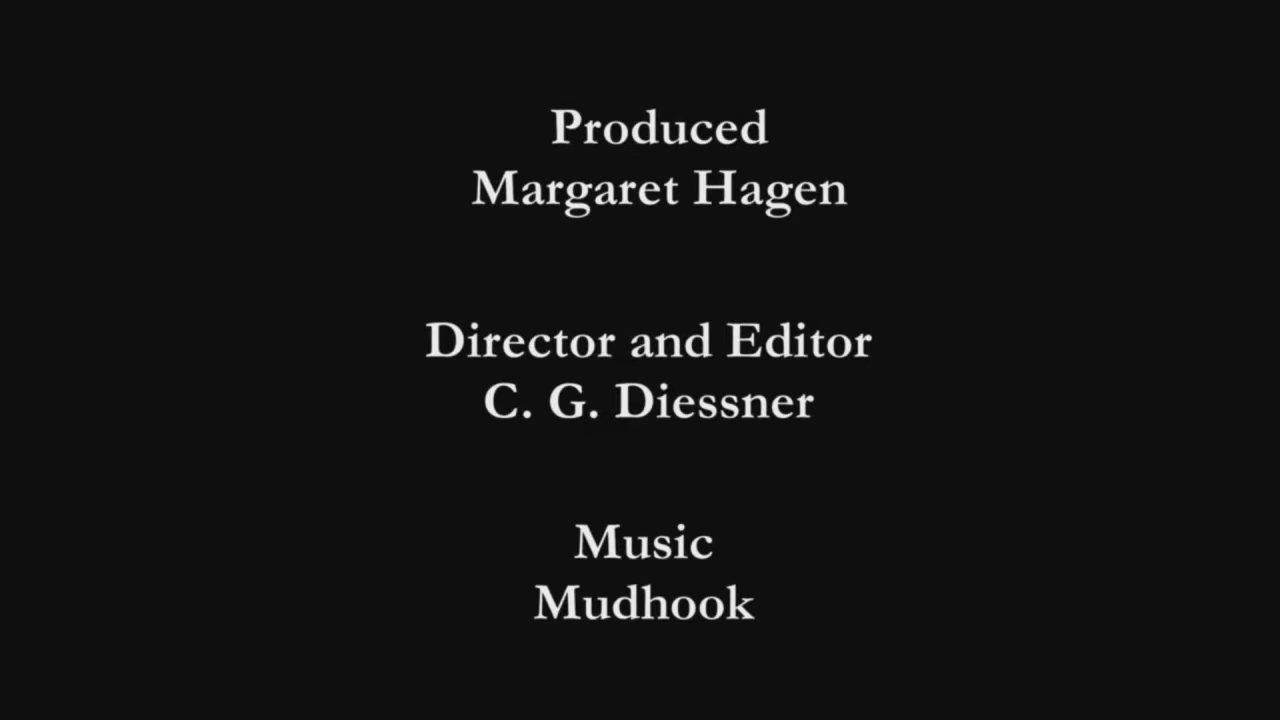 Produced
Margaret Hagen
Director and Editor
C. G. Diessner
Music
Mudhook